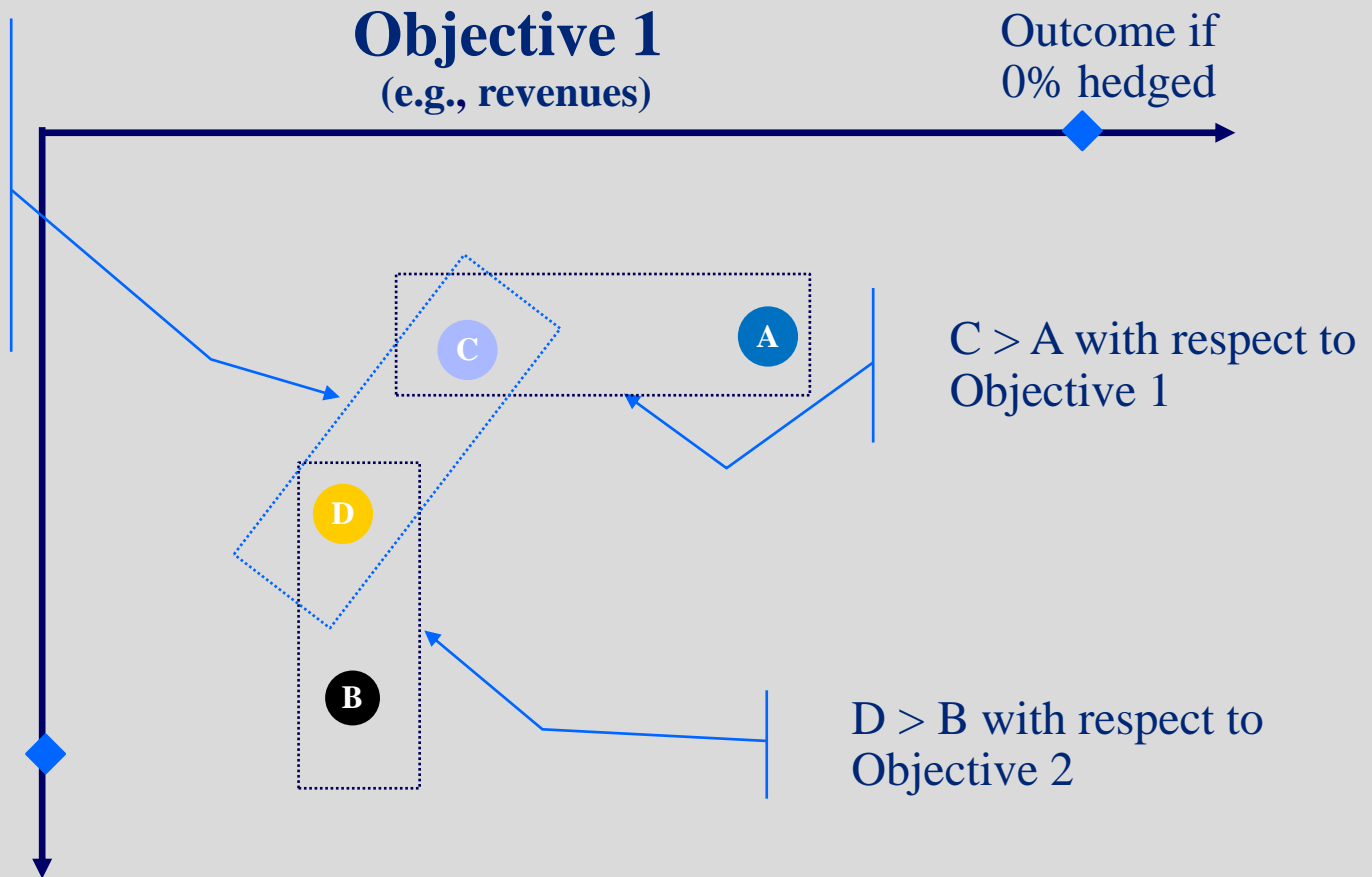 Objective 1
(e.g., revenues)
Outcome if
0% hedged
C
A
C > A with respect to
Objective 1
D
B
D > B with respect to
Objective 2